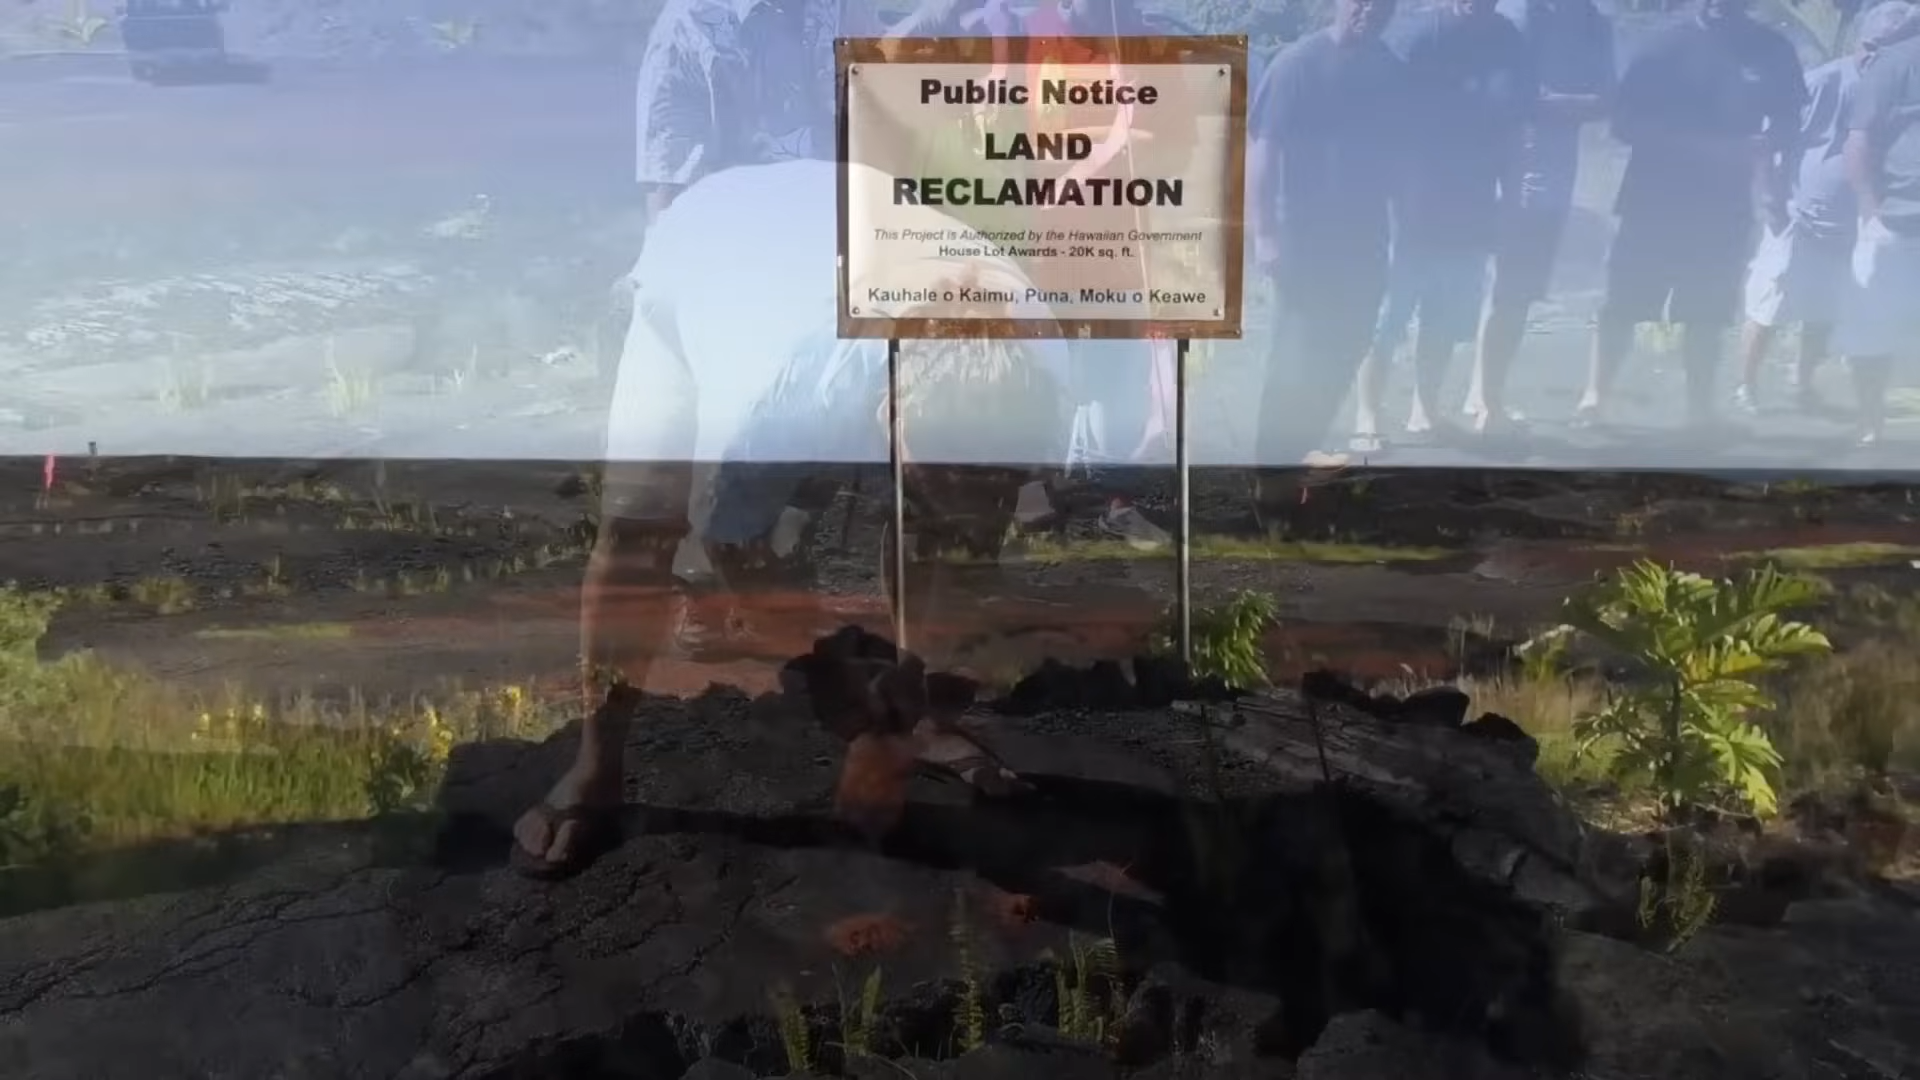 Public Notice
LAND
RECLAMATION
This Project is Authorized by the Hawaiian Government
House Lot Awards - 20K sq. ft.
Kauhale o Kaimu, Puna, Moku o Keawe